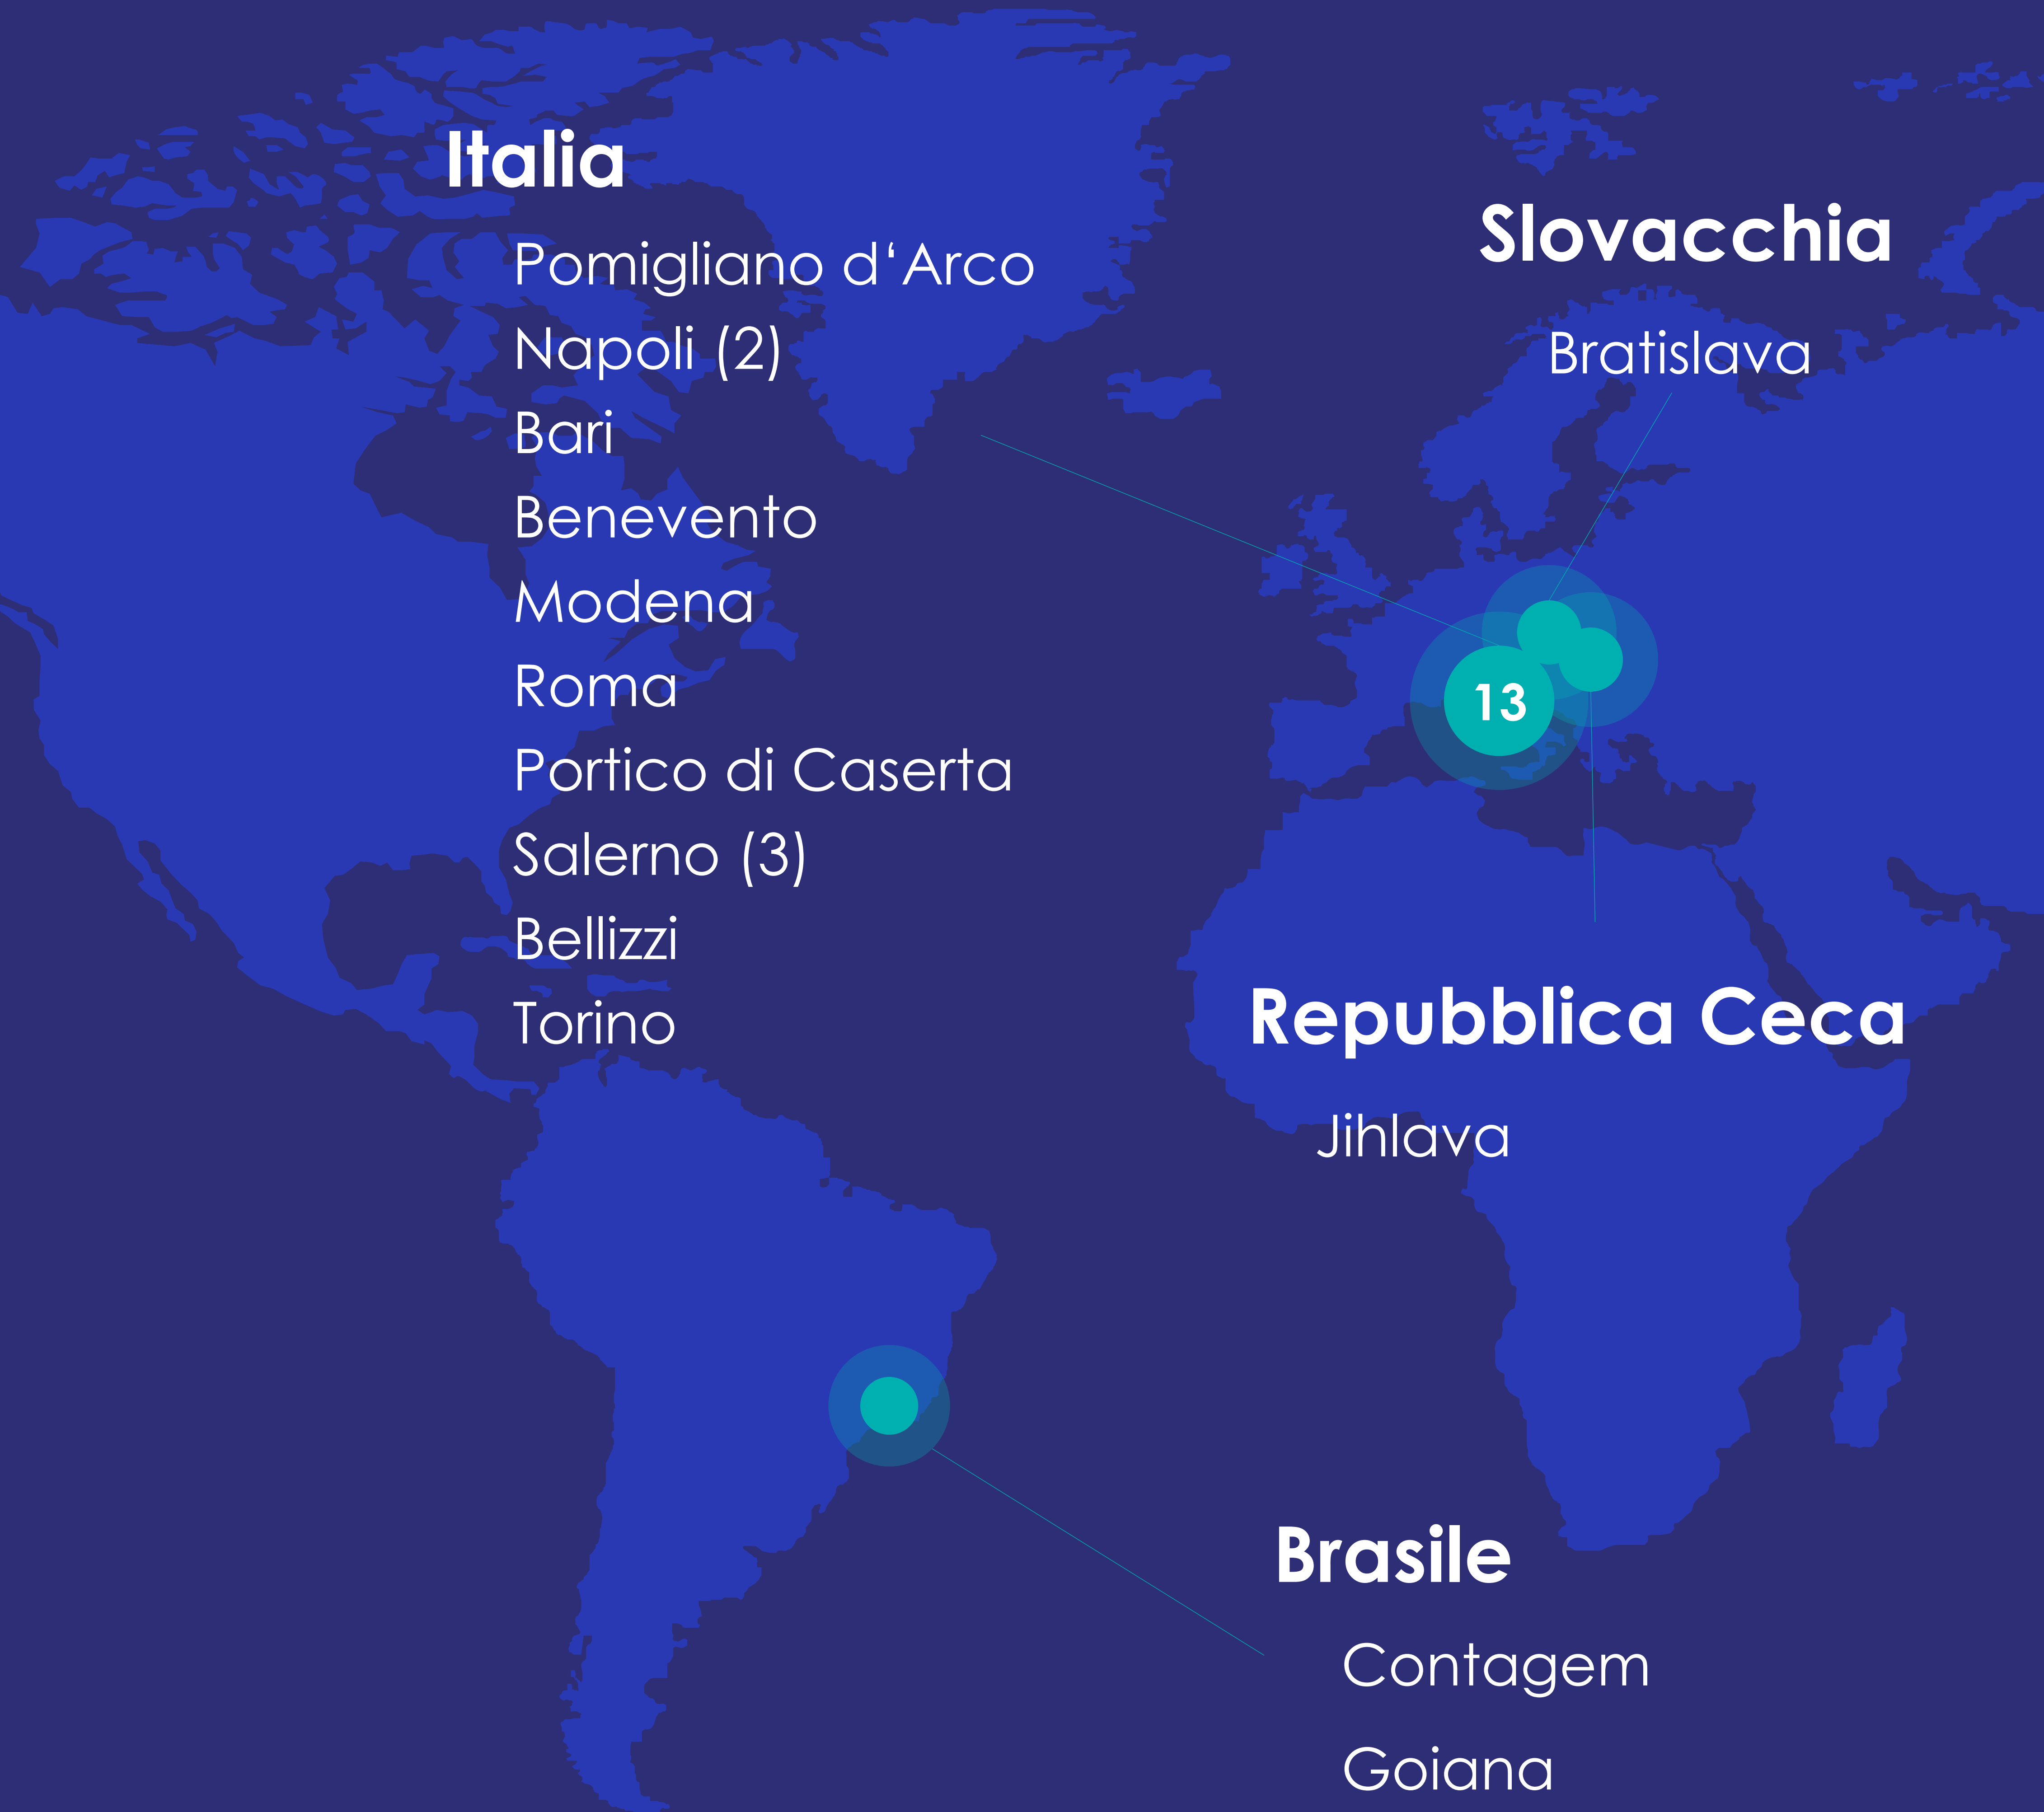 Italia
Pomigliano d‘Arco
Napoli (2)
Bari
Benevento
Modena
Roma
Portico di Caserta
Salerno (3)
Bellizzi
Torino
Slovacchia
Bratislava
13
Repubblica Ceca
Jihlava
Brasile
Contagem
Goiana